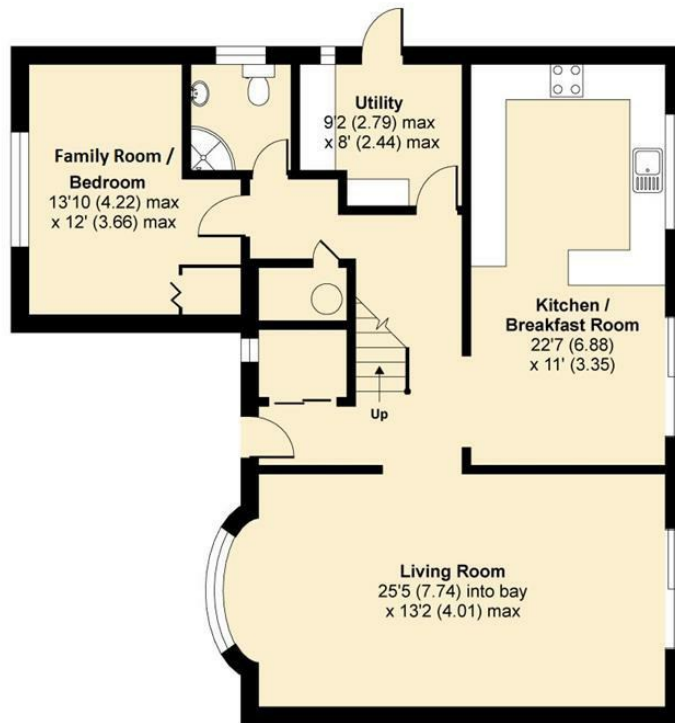 Utility
9'2 (2.79) max
x 8' (2.44) max
Family Room /
Bedroom
13'10 (4.22) max
x 12' (3.66) max
Kitchen /
Breakfast Room
22'7 (6.88)
x 11' (3.35)
Up
Living Room
25'5 (7.74) into bay
x 13'2 (4.01) max